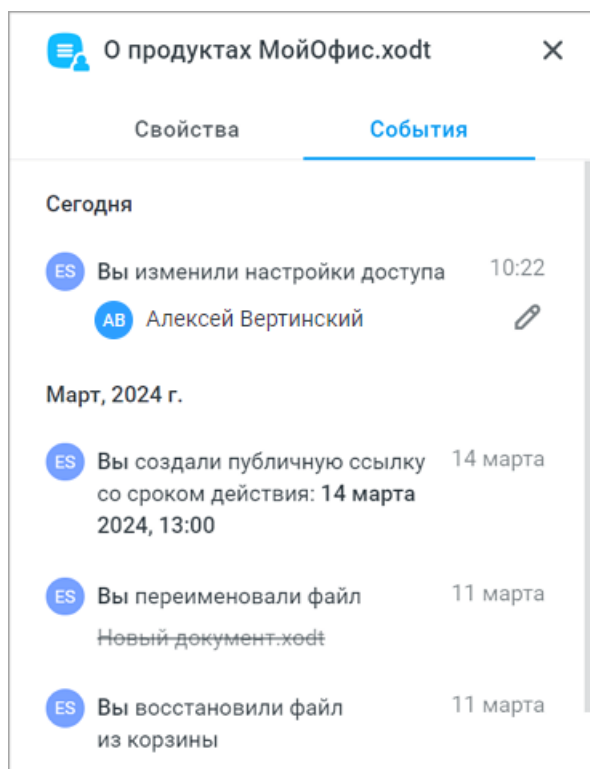 О продуктах МойОфис.xodt
Свойства
События
Сегодня
ES Вы изменили настройки доступа 10:22
АВ Алексей Вертинский
Март, 2024 г.
ES Вы создали публичную ссылку 14 марта
со сроком действия: 14 марта
2024, 13:00
ES Вы переименовали файл 11 марта
Новый документ.xodt
ES Вы восстановили файл 11 марта
из корзины